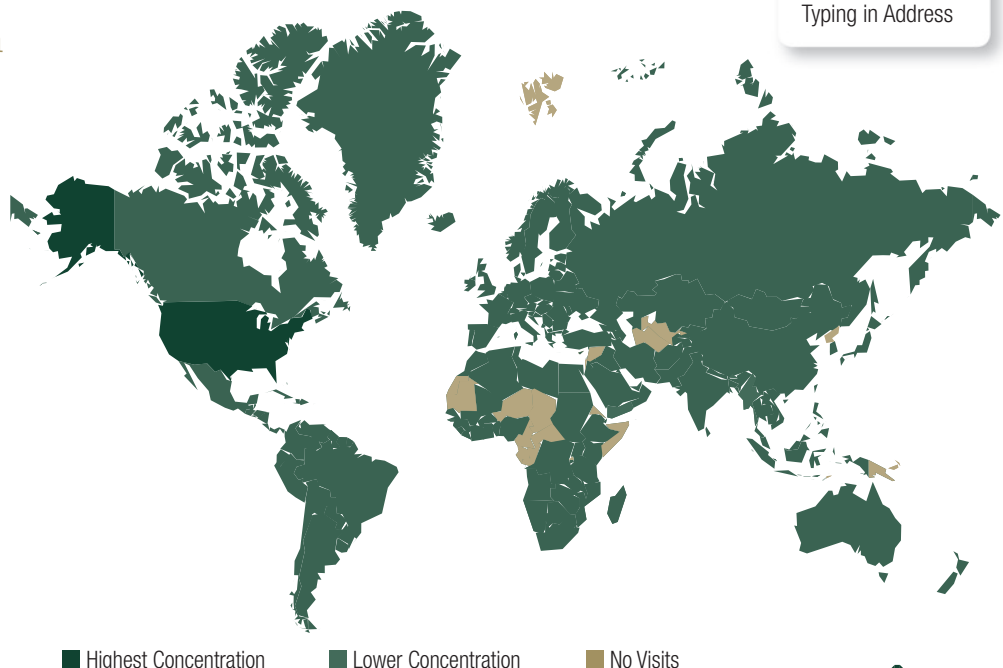 Typing in Address
Highest Concentration
Lower Concentration
No Visits